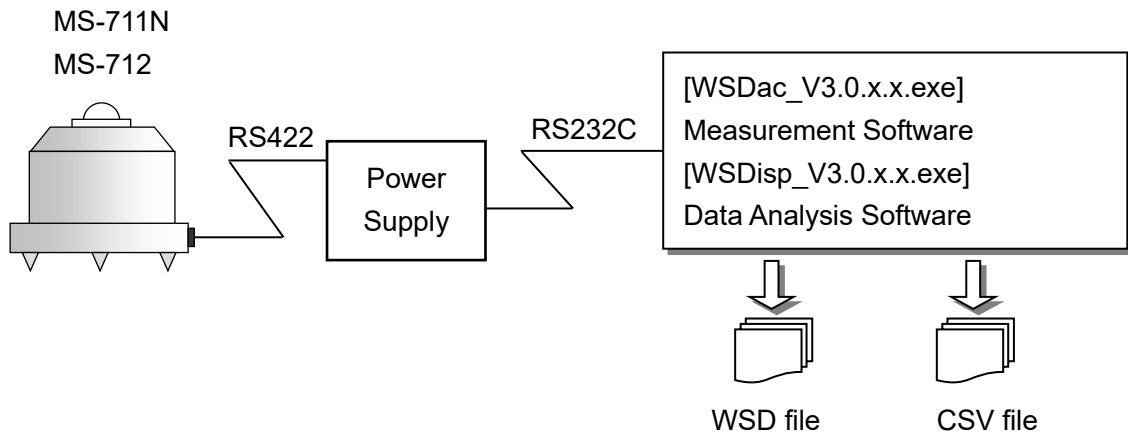 MS-711N
MS-712
RS422
Power
Supply
RS232C
[WSDac_V3.0.x.x.exe]
Measurement Software
[WSDisp_V3.0.x.x.exe]
Data Analysis Software
WSD file
CSV file